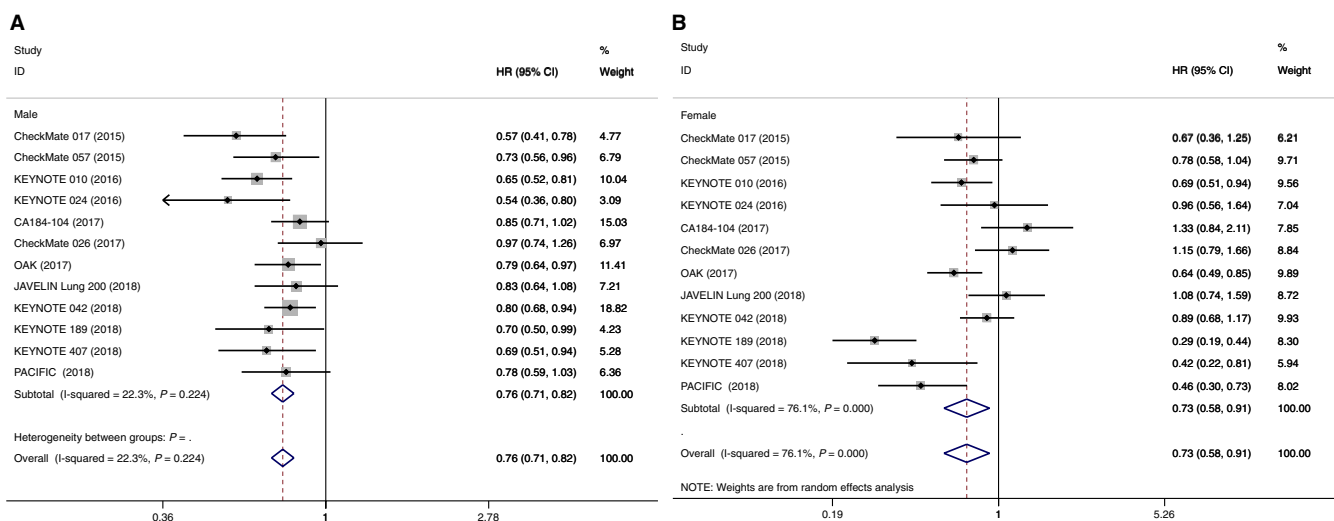 A
Study %
ID HR (95% CI) Weight
Male
CheckMate 017 (2015) 0.57 (0.41, 0.78) 4.77
CheckMate 057 (2015) 0.73 (0.56, 0.96) 6.79
KEYNOTE 010 (2016) 0.65 (0.52, 0.81) 10.04
KEYNOTE 024 (2016) 0.54 (0.36, 0.80) 3.09
CA184-104 (2017) 0.85 (0.71, 1.02) 15.03
CheckMate 026 (2017) 0.97 (0.74, 1.26) 6.97
OAK (2017) 0.79 (0.64, 0.97) 11.41
JAVELIN Lung 200 (2018) 0.83 (0.64, 1.08) 7.21
KEYNOTE 042 (2018) 0.80 (0.68, 0.94) 18.82
KEYNOTE 189 (2018) 0.70 (0.50, 0.99) 4.23
KEYNOTE 407 (2018) 0.69 (0.51, 0.94) 5.28
PACIFIC (2018) 0.78 (0.59, 1.03) 6.36
Subtotal (I-squared = 22.3%, P = 0.224) 0.76 (0.71, 0.82) 100.00
Heterogeneity between groups: P = .
Overall (I-squared = 22.3%, P = 0.224) 0.76 (0.71, 0.82) 100.00
0.36 1 2.78
B
Study %
ID HR (95% CI) Weight
Female
CheckMate 017 (2015) 0.67 (0.36, 1.25) 6.21
CheckMate 057 (2015) 0.78 (0.58, 1.04) 9.71
KEYNOTE 010 (2016) 0.69 (0.51, 0.94) 9.56
KEYNOTE 024 (2016) 0.96 (0.56, 1.64) 7.04
CA184-104 (2017) 1.33 (0.84, 2.11) 7.85
CheckMate 026 (2017) 1.15 (0.79, 1.66) 8.84
OAK (2017) 0.64 (0.49, 0.85) 9.89
JAVELIN Lung 200 (2018) 1.08 (0.74, 1.59) 8.72
KEYNOTE 042 (2018) 0.89 (0.68, 1.17) 9.93
KEYNOTE 189 (2018) 0.29 (0.19, 0.44) 8.30
KEYNOTE 407 (2018) 0.42 (0.22, 0.81) 5.94
PACIFIC (2018) 0.46 (0.30, 0.73) 8.02
Subtotal (I-squared = 76.1%, P = 0.000) 0.73 (0.58, 0.91) 100.00
.
Overall (I-squared = 76.1%, P = 0.000) 0.73 (0.58, 0.91) 100.00
NOTE: Weights are from random effects analysis
0.19 1 5.26